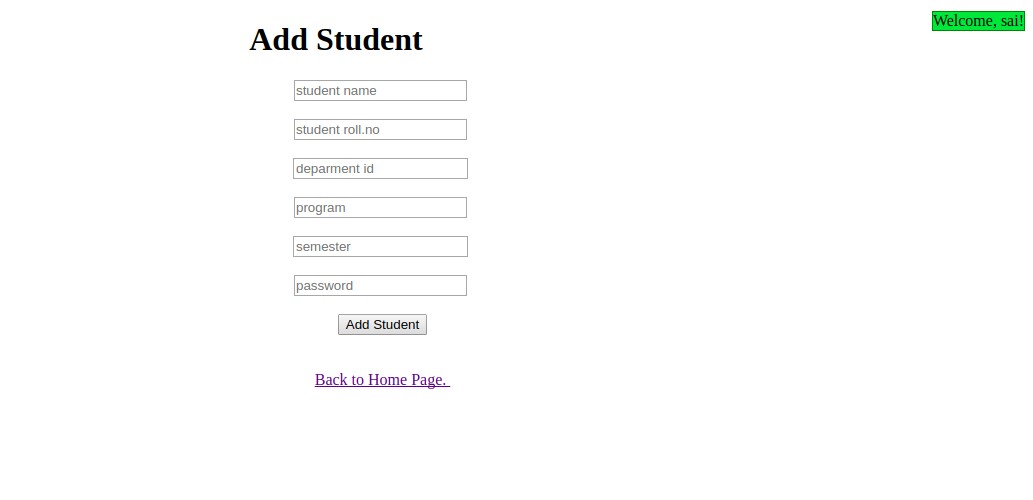 Welcome, sai!
Add Student
student name
student roll.no
deparment id
program
semester
password
Add Student
Back to Home Page.